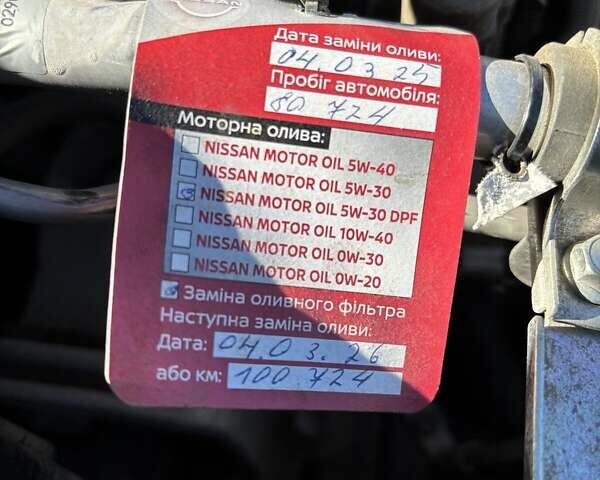 029
NISSAN
Дата заміни оливи:
04.03 25
Пробіг автомобіля:
80 724
Моторна олива:
NISSAN MOTOR OIL 5W-40
NISSAN MOTOR OIL 5W-30
NISSAN MOTOR OIL 5W-30 DPF
NISSAN MOTOR OIL 10W-40
NISSAN MOTOR OIL 0W-30
NISSAN MOTOR OIL 0W-20
Заміна оливного фільтра
Наступна заміна оливи:
Дата: 04.03.26
або км: 100 724